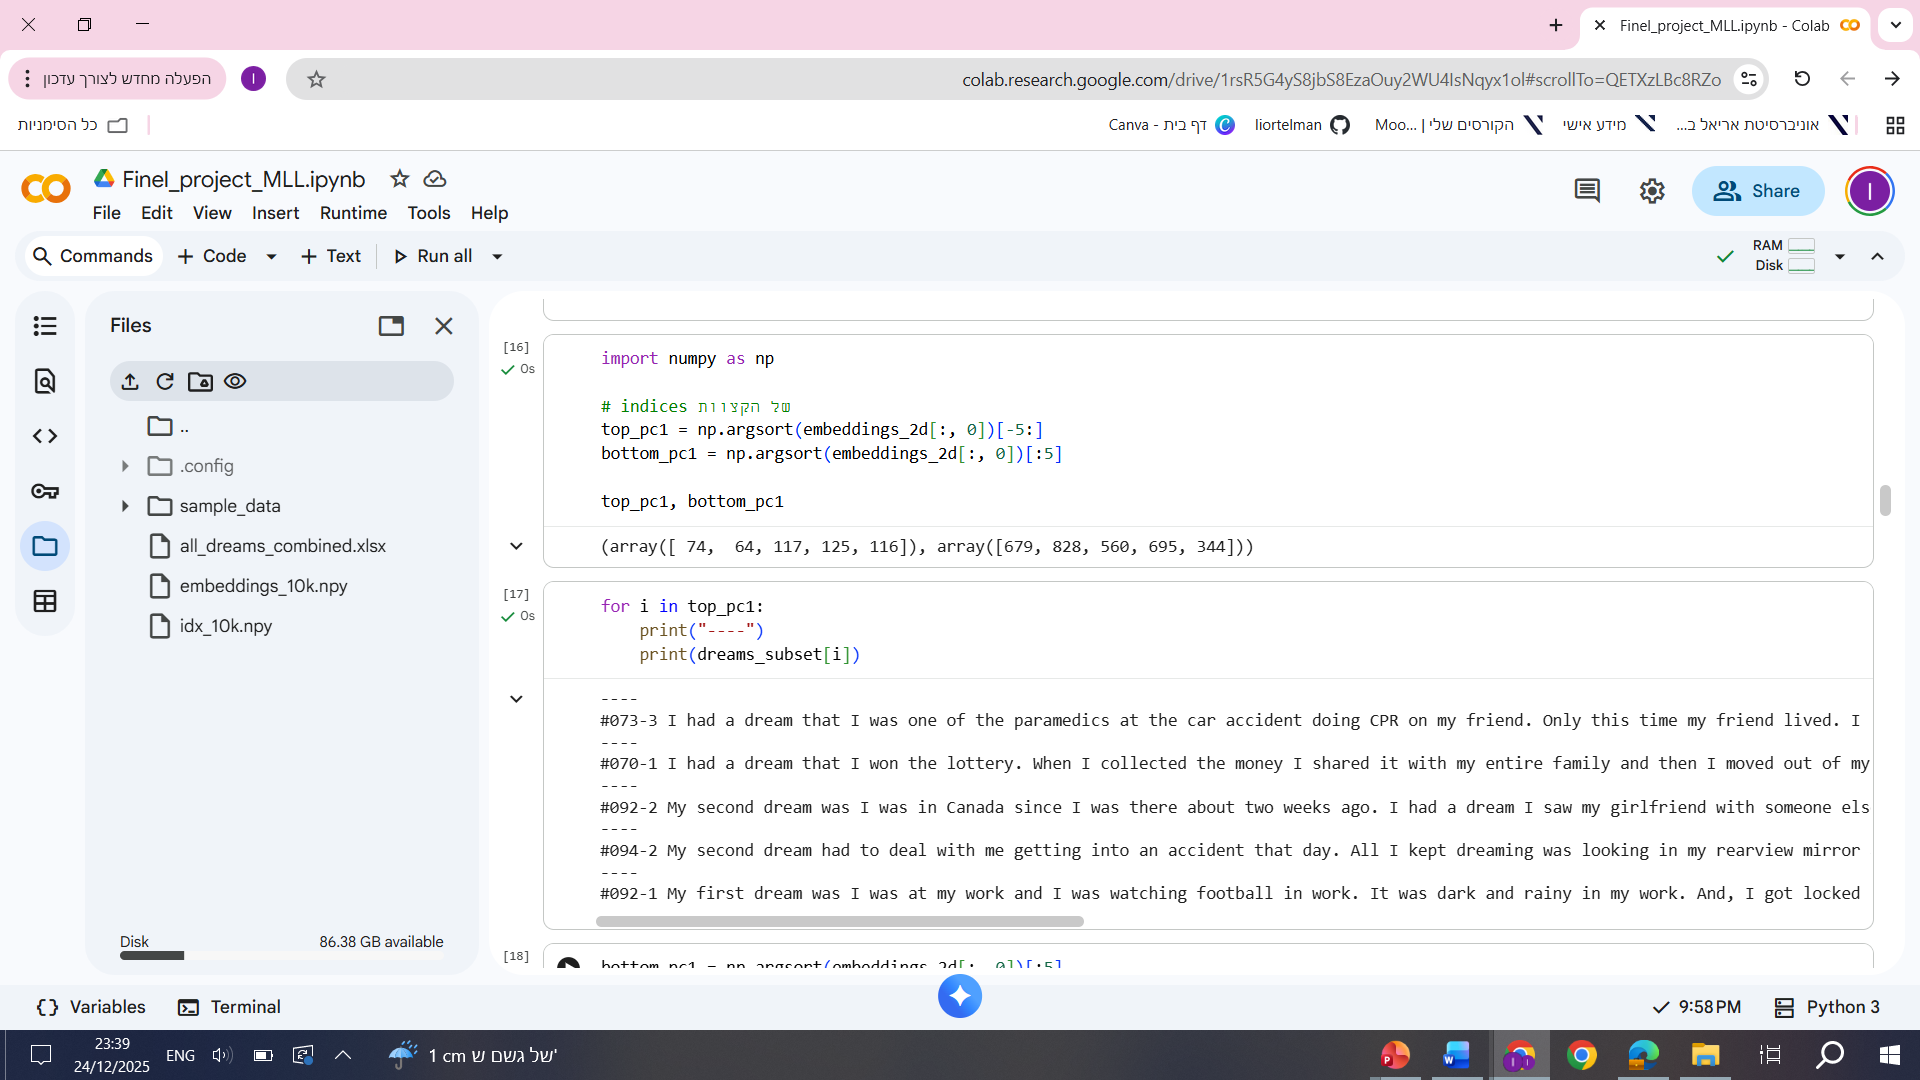 Finel_project_MLL.ipynb - Colab
הפעלה מחדש לצורך עדכון
I
colab.research.google.com/drive/1rsR5G4yS8jbS8EzaOuy2WU4IsNqyx1ol#scrollTo=QETXzLBc8RZo
כל הסימניות
דף בית - Canva
liortelman
הקורסים שלי | Moo...
מידע אישי
אוניברסיטת אריאל ב...
Finel_project_MLL.ipynb
File Edit View Insert Runtime Tools Help
Share
I
Commands
+ Code
+ Text
Run all
RAM
Disk
Files
..
.config
sample_data
all_dreams_combined.xlsx
embeddings_10k.npy
idx_10k.npy
Disk 86.38 GB available
[16]
0s
import numpy as np
# indices של הקצוות
top_pc1 = np.argsort(embeddings_2d[:, 0])[-5:]
bottom_pc1 = np.argsort(embeddings_2d[:, 0])[:5]
top_pc1, bottom_pc1
(array([ 74,  64, 117, 125, 116]), array([679, 828, 560, 695, 344]))
[17]
0s
for i in top_pc1:
    print("----")
    print(dreams_subset[i])
----
#073-3 I had a dream that I was one of the paramedics at the car accident doing CPR on my friend. Only this time my friend lived. I
----
#070-1 I had a dream that I won the lottery. When I collected the money I shared it with my entire family and then I moved out of my
----
#092-2 My second dream was I was in Canada since I was there about two weeks ago. I had a dream I saw my girlfriend with someone els
----
#094-2 My second dream had to deal with me getting into an accident that day. All I kept dreaming was looking in my rearview mirror
----
#092-1 My first dream was I was at my work and I was watching football in work. It was dark and rainy in my work. And, I got locked
[18]
bottom_pc1 = np.argsort(embeddings_2d[:, 0])[:5]
Variables
Terminal
9:58 PM
Python 3
23:39
24/12/2025
ENG
1 cm של גשם ש'